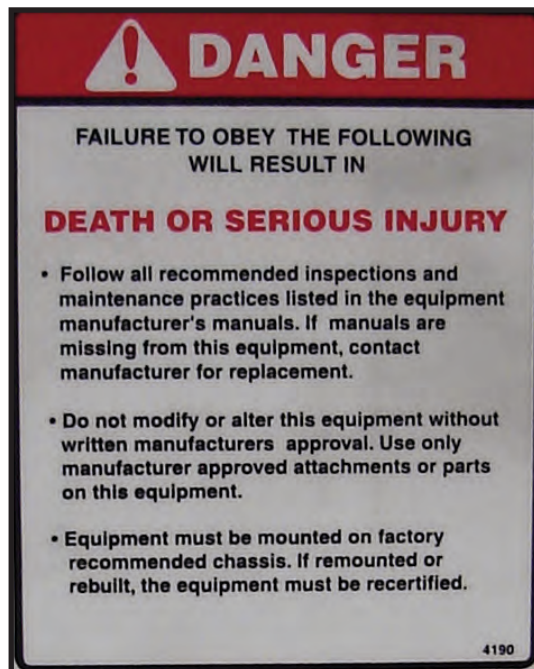 DANGER
FAILURE TO OBEY THE FOLLOWING
WILL RESULT IN
DEATH OR SERIOUS INJURY
• Follow all recommended inspections and
maintenance practices listed in the equipment
manufacturer's manuals. If manuals are
missing from this equipment, contact
manufacturer for replacement.
• Do not modify or alter this equipment without
written manufacturers approval. Use only
manufacturer approved attachments or parts
on this equipment.
• Equipment must be mounted on factory
recommended chassis. If remounted or
rebuilt, the equipment must be recertified.
4190